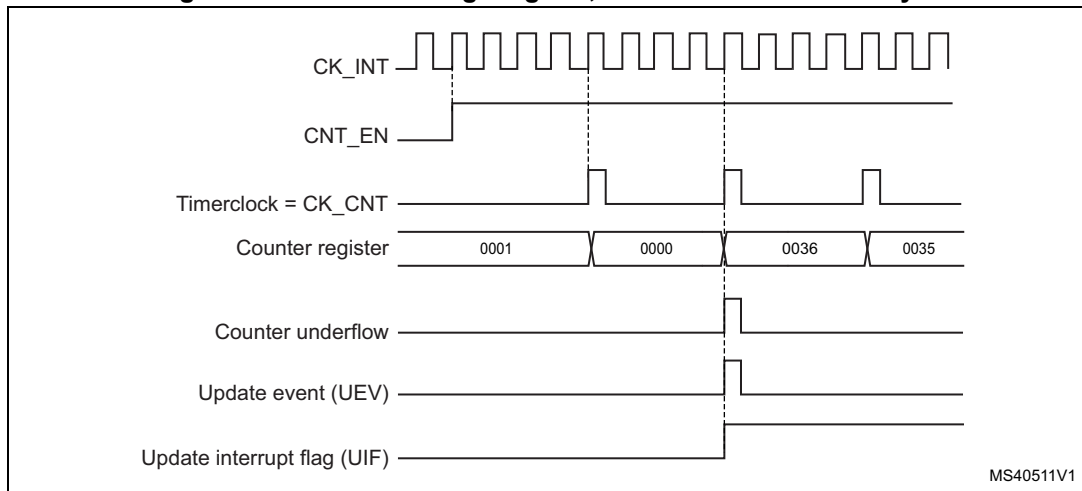 CK_INT
CNT_EN
Timerclock = CK_CNT
Counter register 0001 0000 0036 0035
Counter underflow
Update event (UEV)
Update interrupt flag (UIF)
MS40511V1